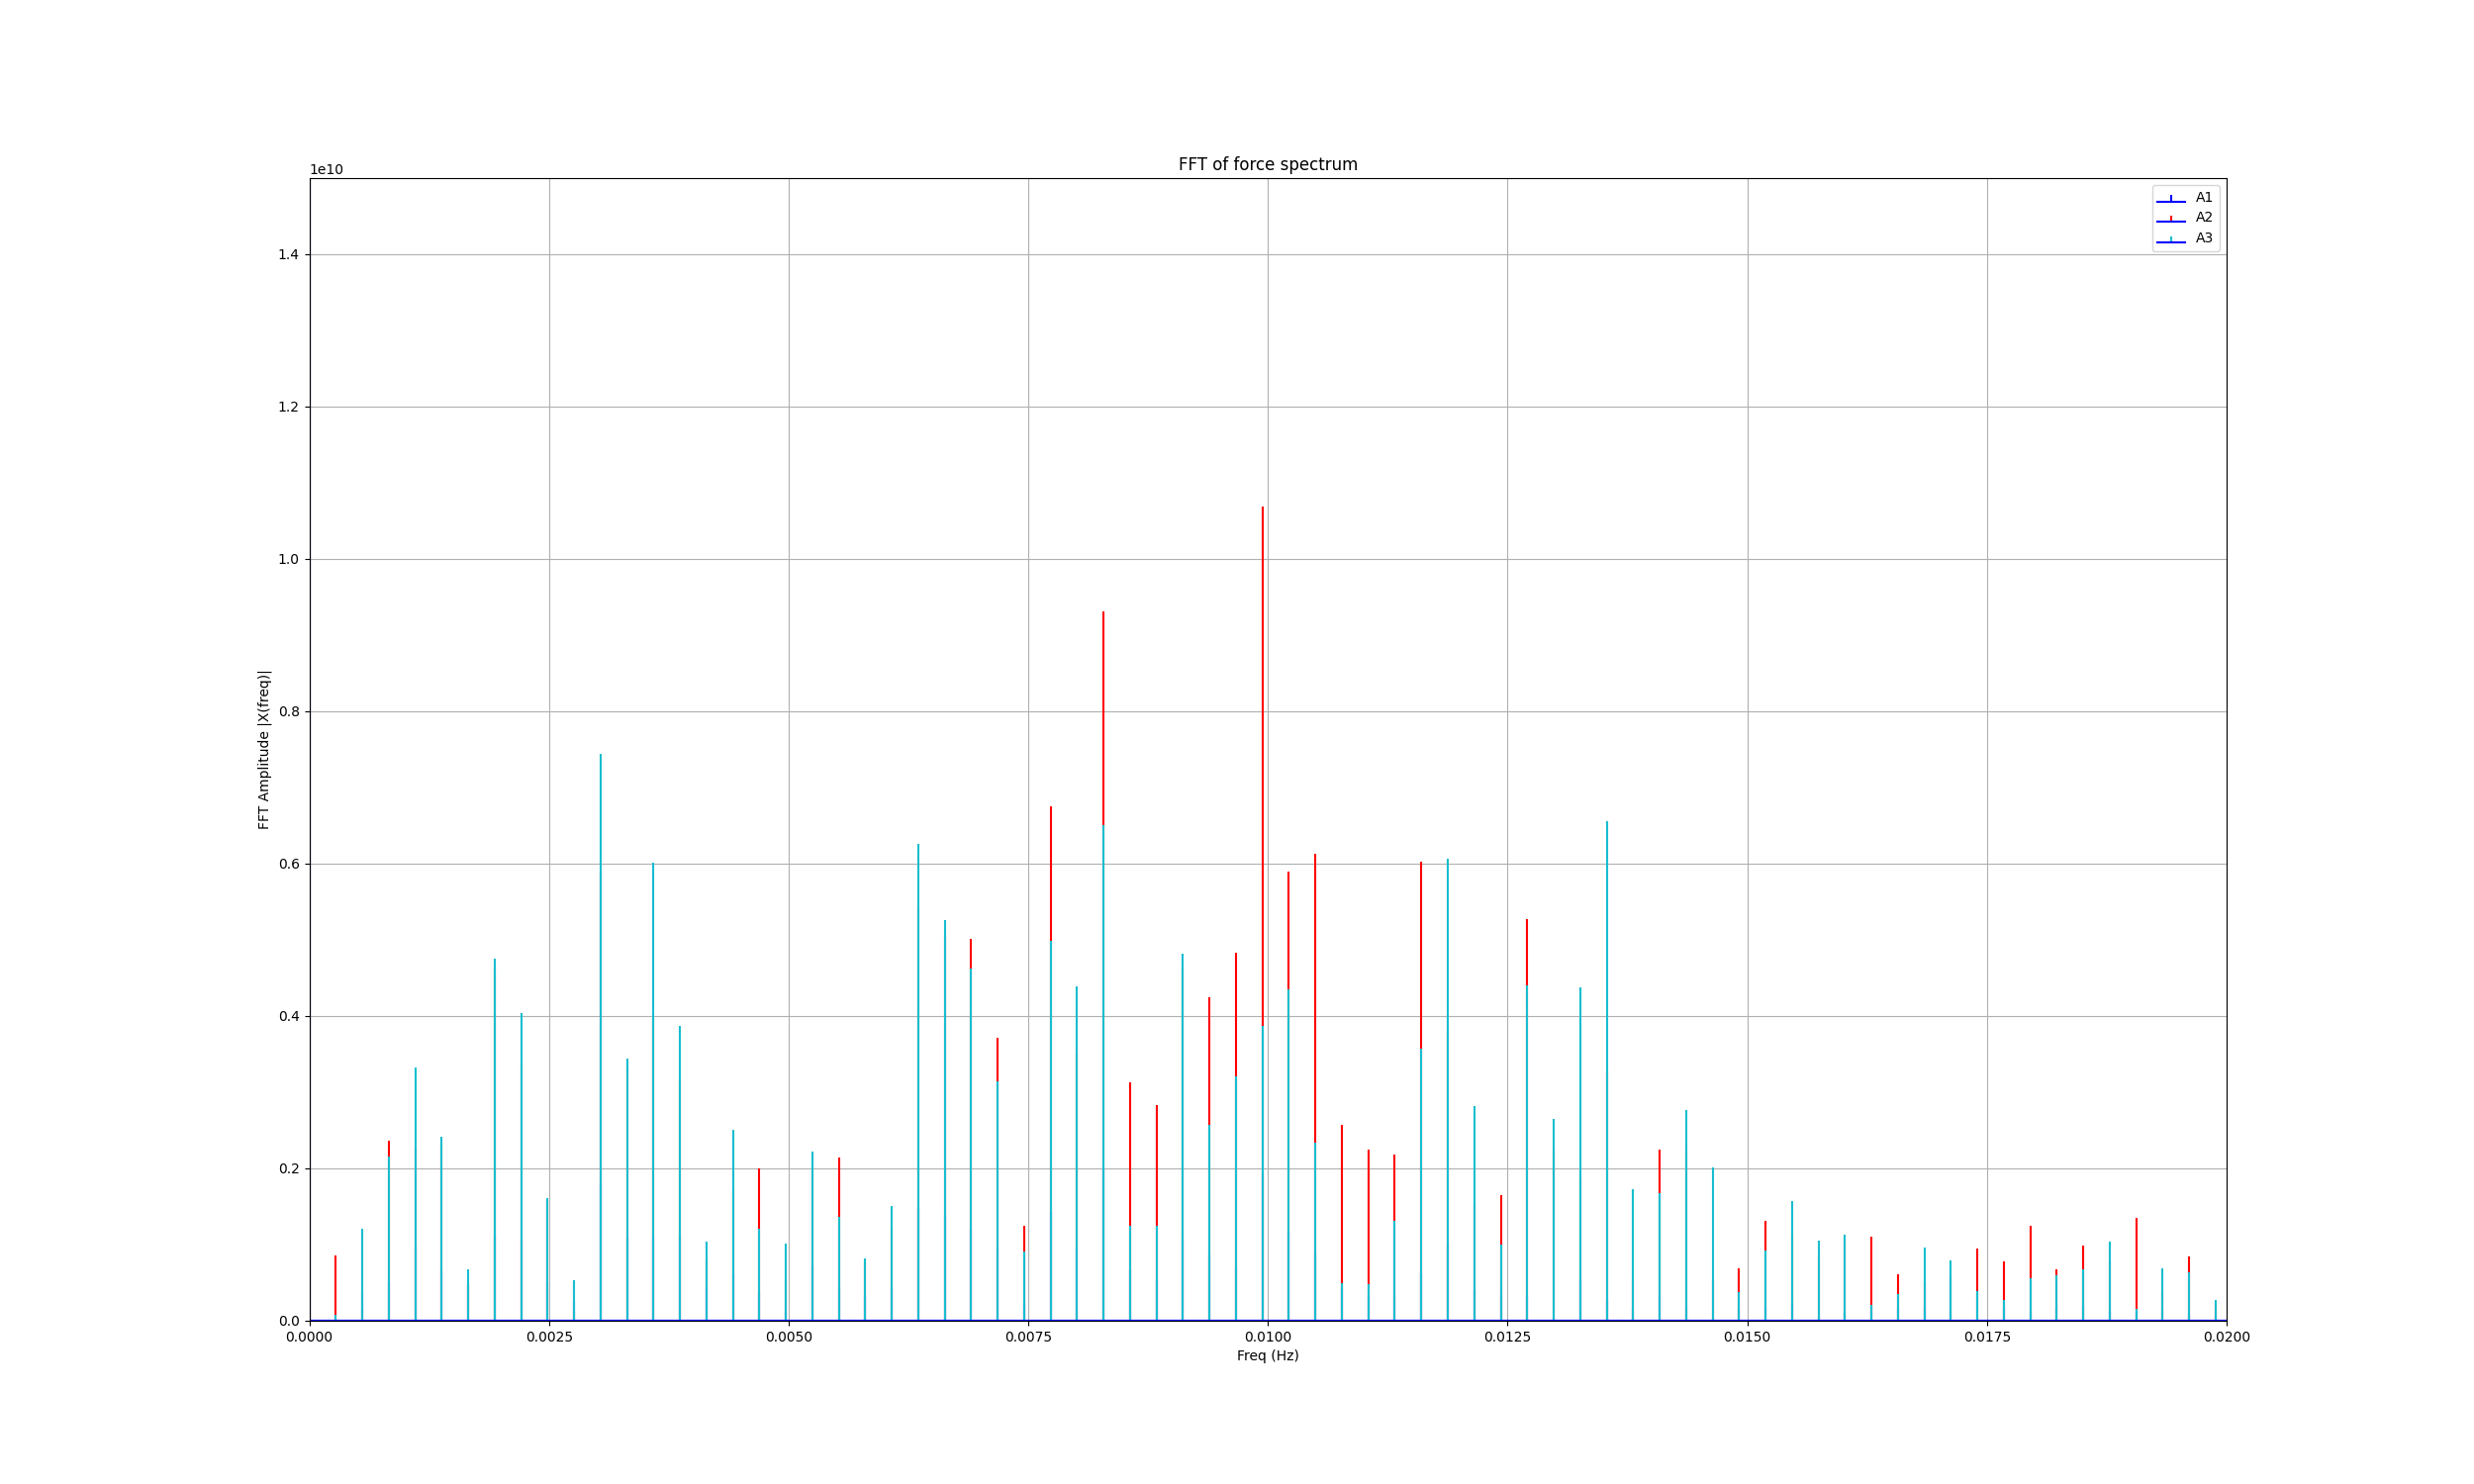 FFT of force spectrum
1e10
A1
A2
A3
1.4
1.2
1.0
0.8
0.6
0.4
0.2
0.0
FFT Amplitude |X(freq)|
0.0000 0.0025 0.0050 0.0075 0.0100 0.0125 0.0150 0.0175 0.0200
Freq (Hz)